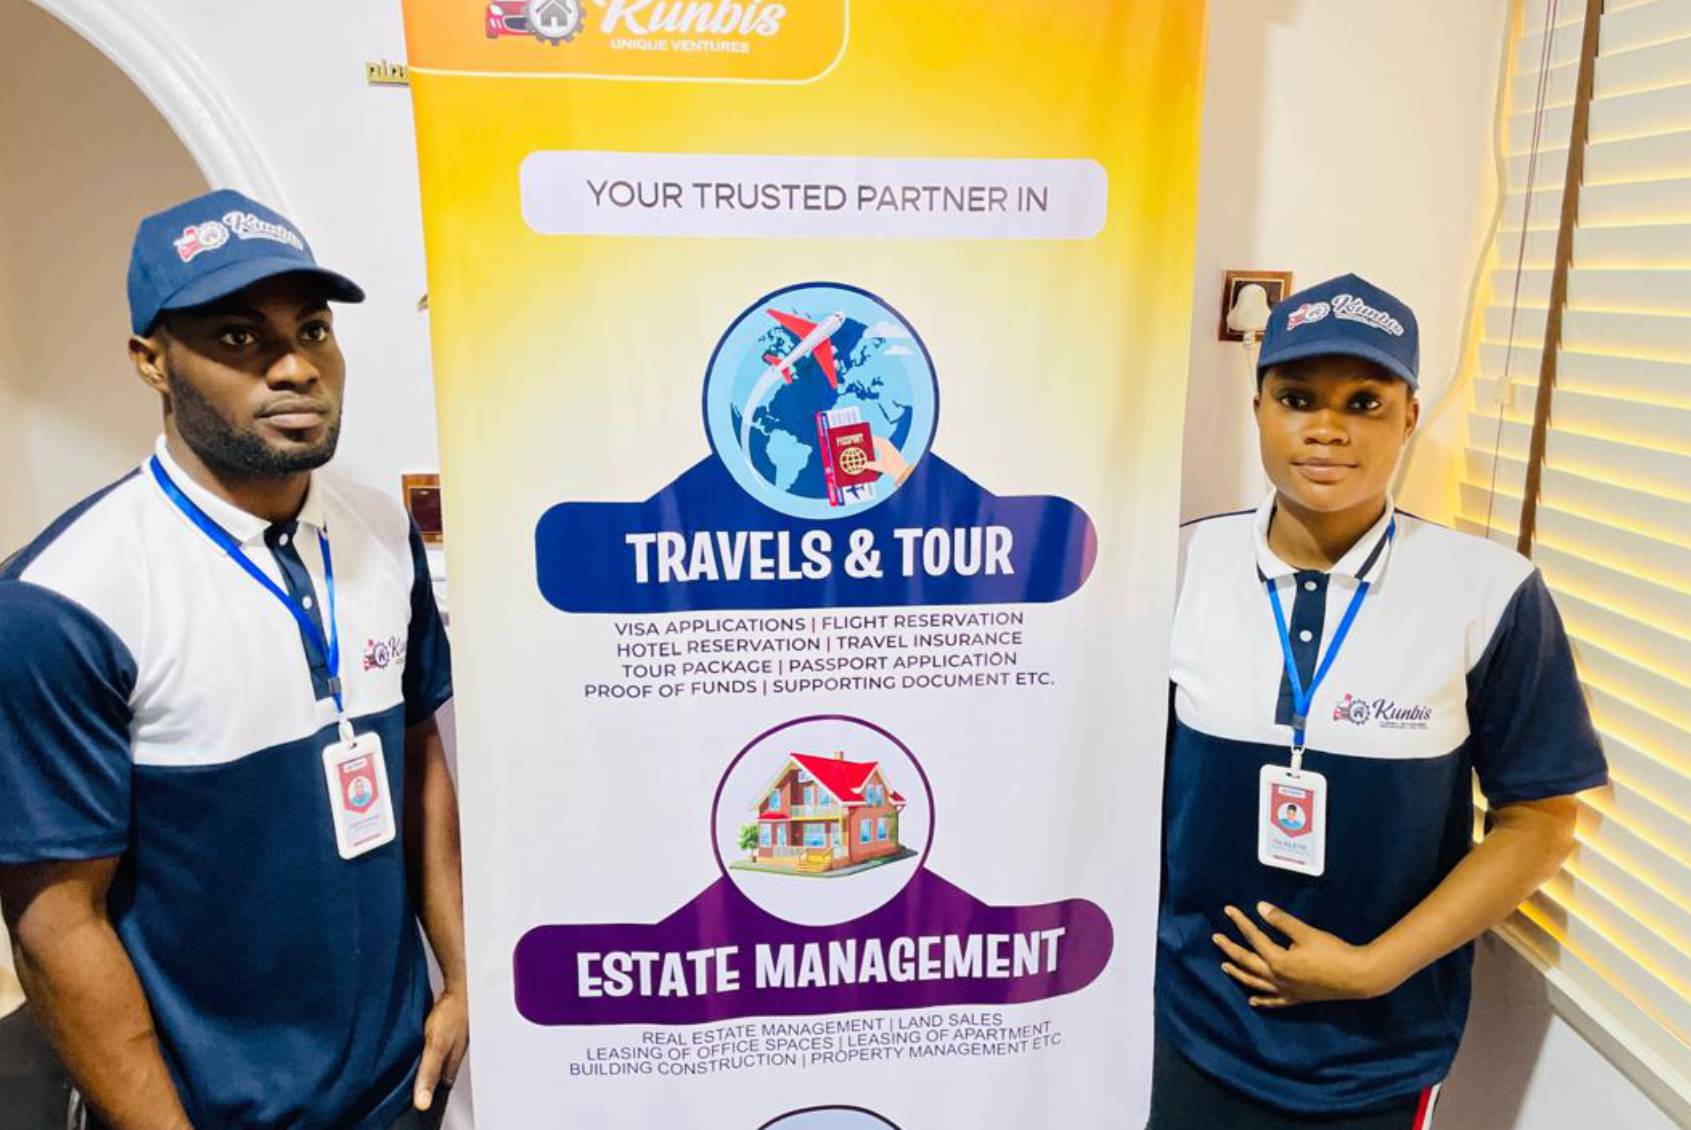 Kunbis
UNIQUE VENTURES
YOUR TRUSTED PARTNER IN
PASSPORT
TRAVELS & TOUR
VISA APPLICATIONS | FLIGHT RESERVATION
HOTEL RESERVATION | TRAVEL INSURANCE
TOUR PACKAGE | PASSPORT APPLICATION
PROOF OF FUNDS | SUPPORTING DOCUMENT ETC.
ESTATE MANAGEMENT
REAL ESTATE MANAGEMENT | LAND SALES
LEASING OF OFFICE SPACES | LEASING OF APARTMENT
BUILDING CONSTRUCTION | PROPERTY MANAGEMENT ETC.
Kunbis
Kunbis
Kunbis